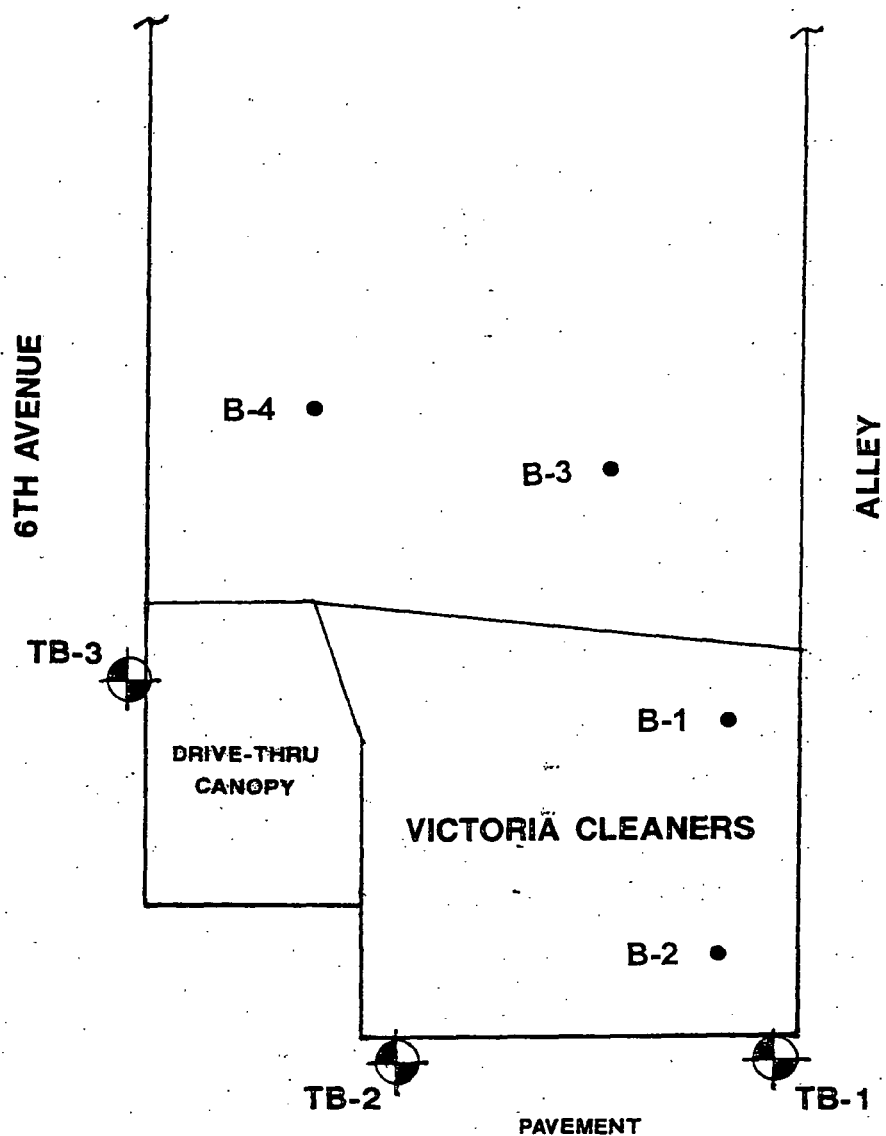 6TH AVENUE
ALLEY
B-4
B-3
TB-3
B-1
DRIVE-THRU
CANOPY
VICTORIA CLEANERS
B-2
TB-2
TB-1
PAVEMENT